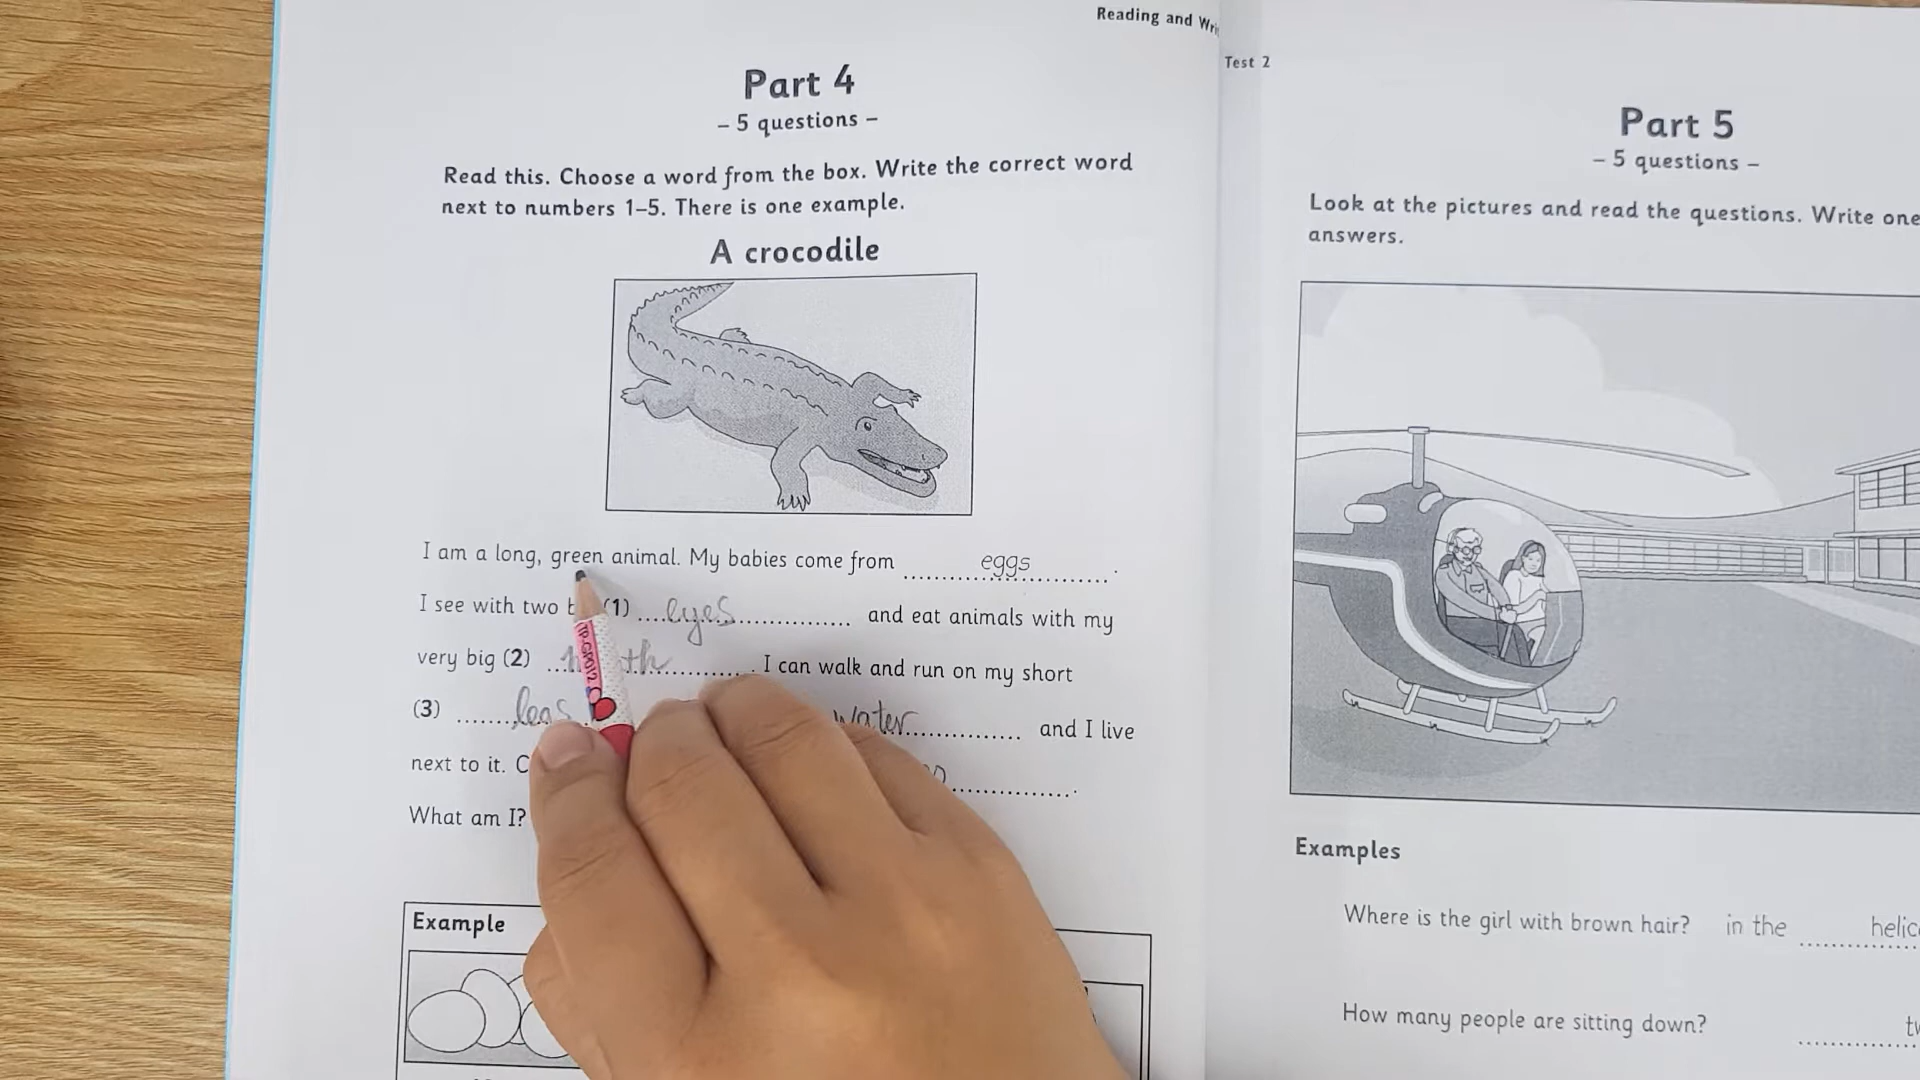 Reading and Wri
Part 4
– 5 questions –
Read this. Choose a word from the box. Write the correct word
next to numbers 1–5. There is one example.
A crocodile
I am a long, green animal. My babies come from eggs.
I see with two (1) eyes and eat animals with my
very big (2) . I can walk and run on my short
(3) legs water and I live
next to it.
What am I?
Example
TP-GP012
Test 2
Part 5
– 5 questions –
Look at the pictures and read the questions. Write one
answers.
Examples
Where is the girl with brown hair? in the helic
How many people are sitting down? tw